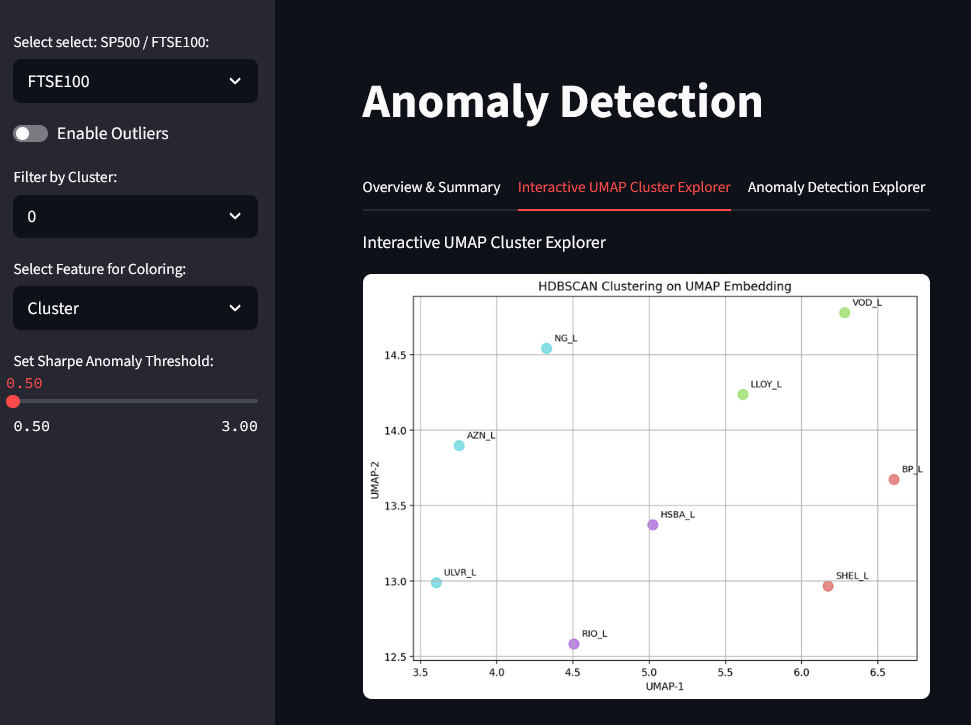 Select select: SP500 / FTSE100:
FTSE100
Enable Outliers
Filter by Cluster:
0
Select Feature for Coloring:
Cluster
Set Sharpe Anomaly Threshold:
0.50
0.50 3.00
Anomaly Detection
Overview & Summary Interactive UMAP Cluster Explorer Anomaly Detection Explorer
Interactive UMAP Cluster Explorer
HDBSCAN Clustering on UMAP Embedding
VOD_L
NG_L
14.5
LLOY_L
14.0
AZN_L
BP_L
UMAP-2
13.5
HSBA_L
13.0
ULVR_L
SHEL_L
RIO_L
12.5
3.5 4.0 4.5 5.0 5.5 6.0 6.5
UMAP-1